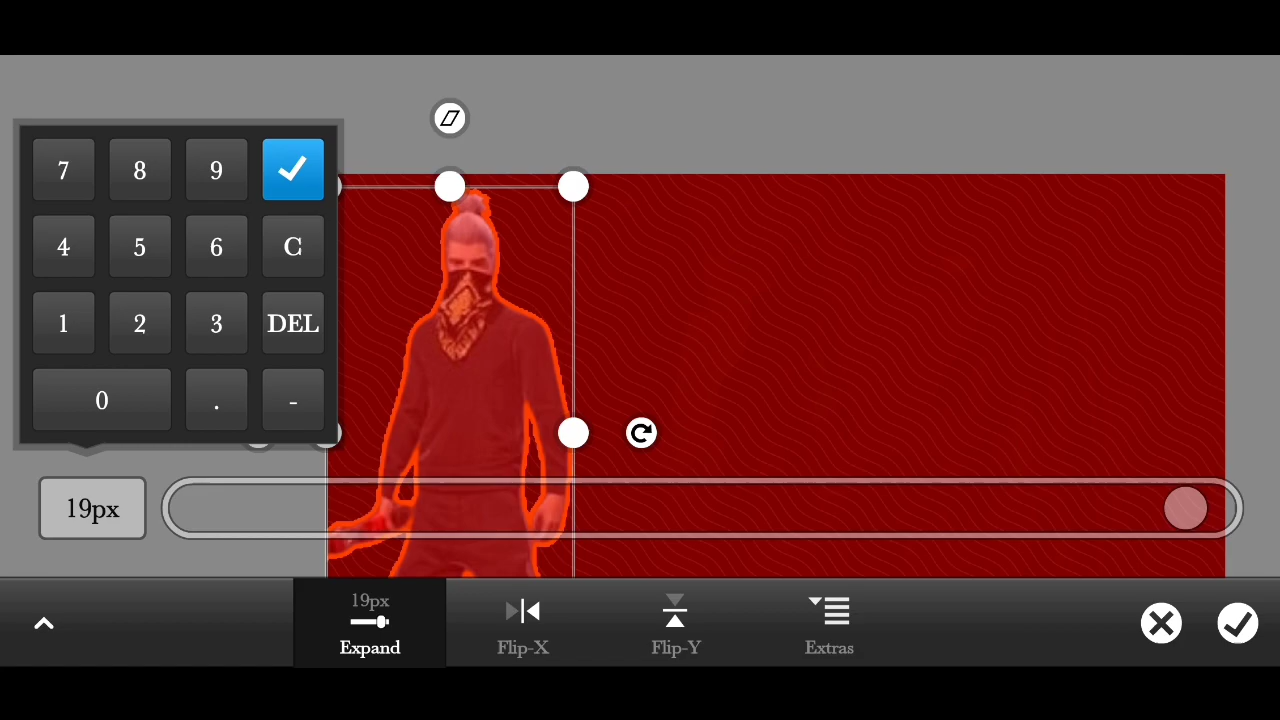 7 8 9
4 5 6 C
1 2 3 DEL
0 . -
19px
19px
Expand
Flip-X
Flip-Y
Extras